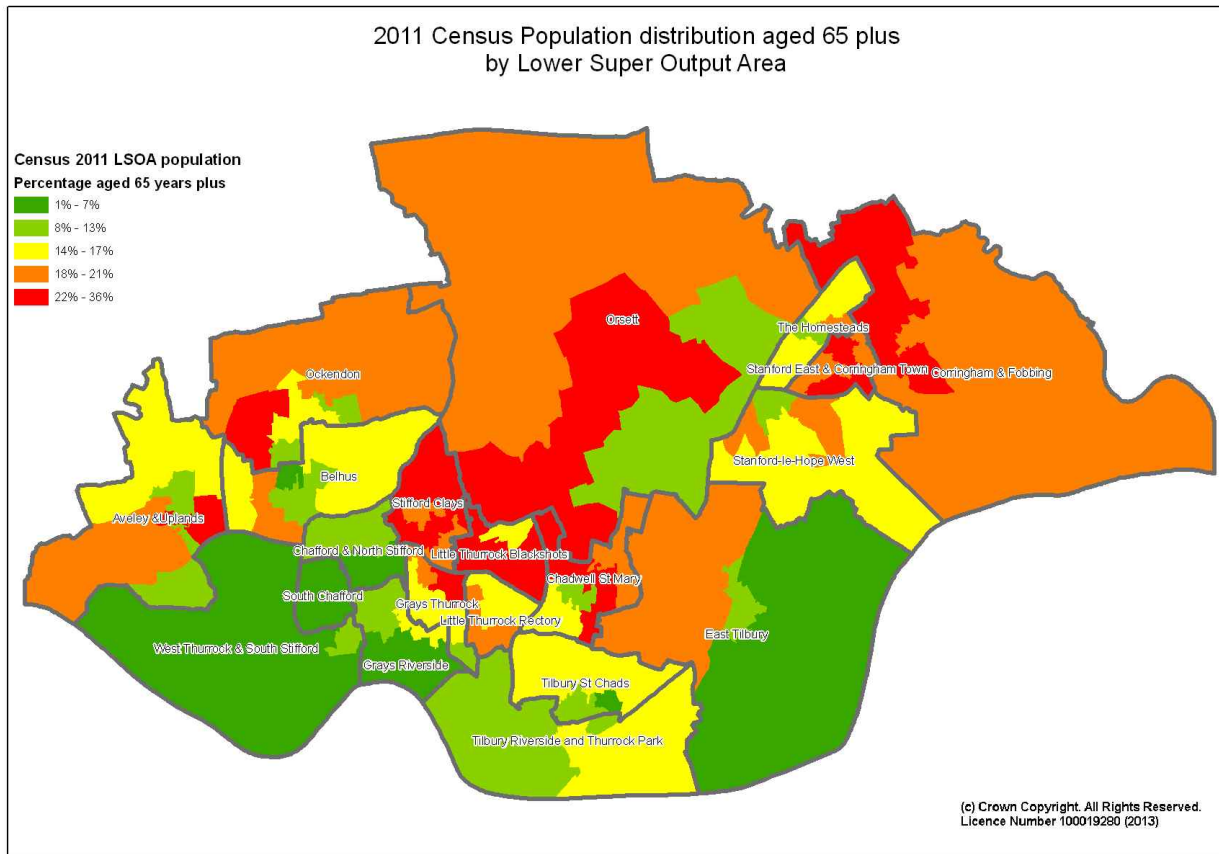 2011 Census Population distribution aged 65 plus
by Lower Super Output Area
Census 2011 LSOA population
Percentage aged 65 years plus
1% - 7%
8% - 13%
14% - 17%
18% - 21%
22% - 36%
Orsett
The Homesteads
Stanford East & Corringham Town
Corringham & Fobbing
Ockendon
Stanford-le-Hope West
Belhus
Stifford Clays
Aveley &Uplands
Chafford & North Stifford
Little Thurrock Blackshots
Chadwell St Mary
South Chafford
Grays Thurrock
Little Thurrock Rectory
East Tilbury
West Thurrock & South Stifford
Grays Riverside
Tilbury St Chads
Tilbury Riverside and Thurrock Park
(c) Crown Copyright. All Rights Reserved.
Licence Number 100019280 (2013)